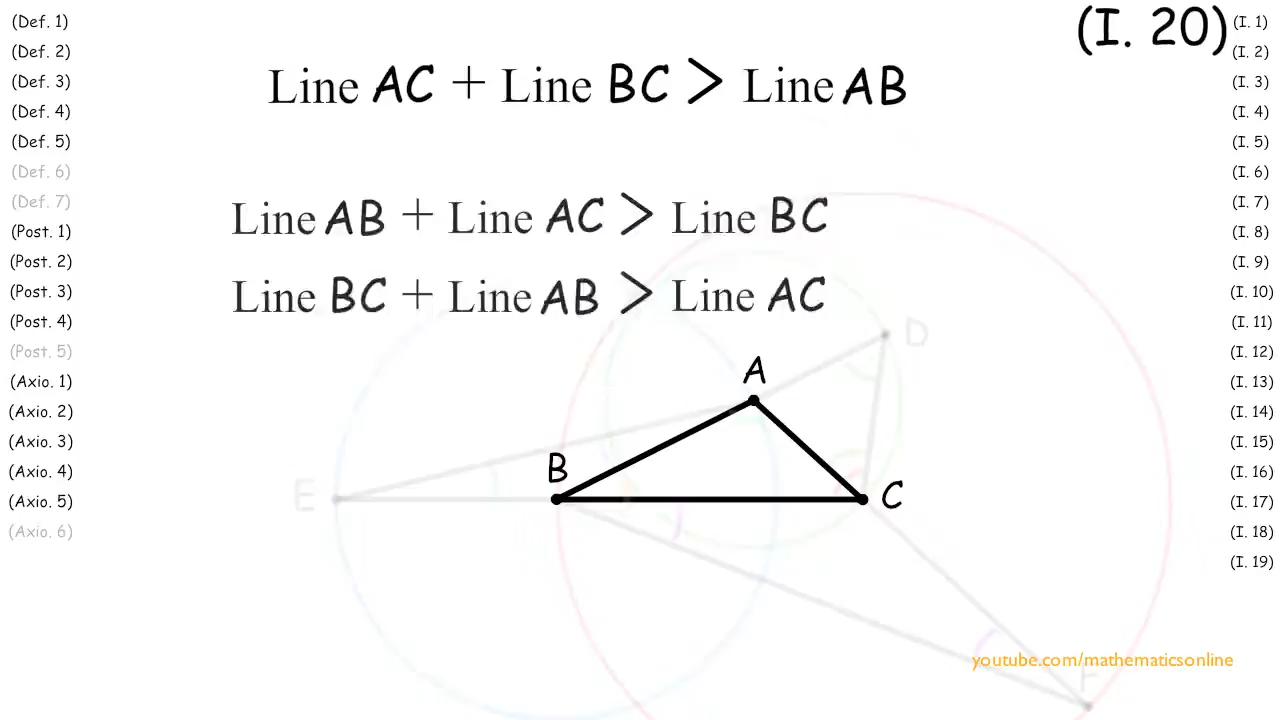 (Def. 1)
(Def. 2)
(Def. 3)
(Def. 4)
(Def. 5)
(Def. 6)
(Def. 7)
(Post. 1)
(Post. 2)
(Post. 3)
(Post. 4)
(Post. 5)
(Axio. 1)
(Axio. 2)
(Axio. 3)
(Axio. 4)
(Axio. 5)
(Axio. 6)
(I. 20)
Line AC + Line BC > Line AB
Line AB + Line AC > Line BC
Line BC + Line AB > Line AC
D
A
B
E
C
F
youtube.com/mathematicsonline
(I. 1)
(I. 2)
(I. 3)
(I. 4)
(I. 5)
(I. 6)
(I. 7)
(I. 8)
(I. 9)
(I. 10)
(I. 11)
(I. 12)
(I. 13)
(I. 14)
(I. 15)
(I. 16)
(I. 17)
(I. 18)
(I. 19)